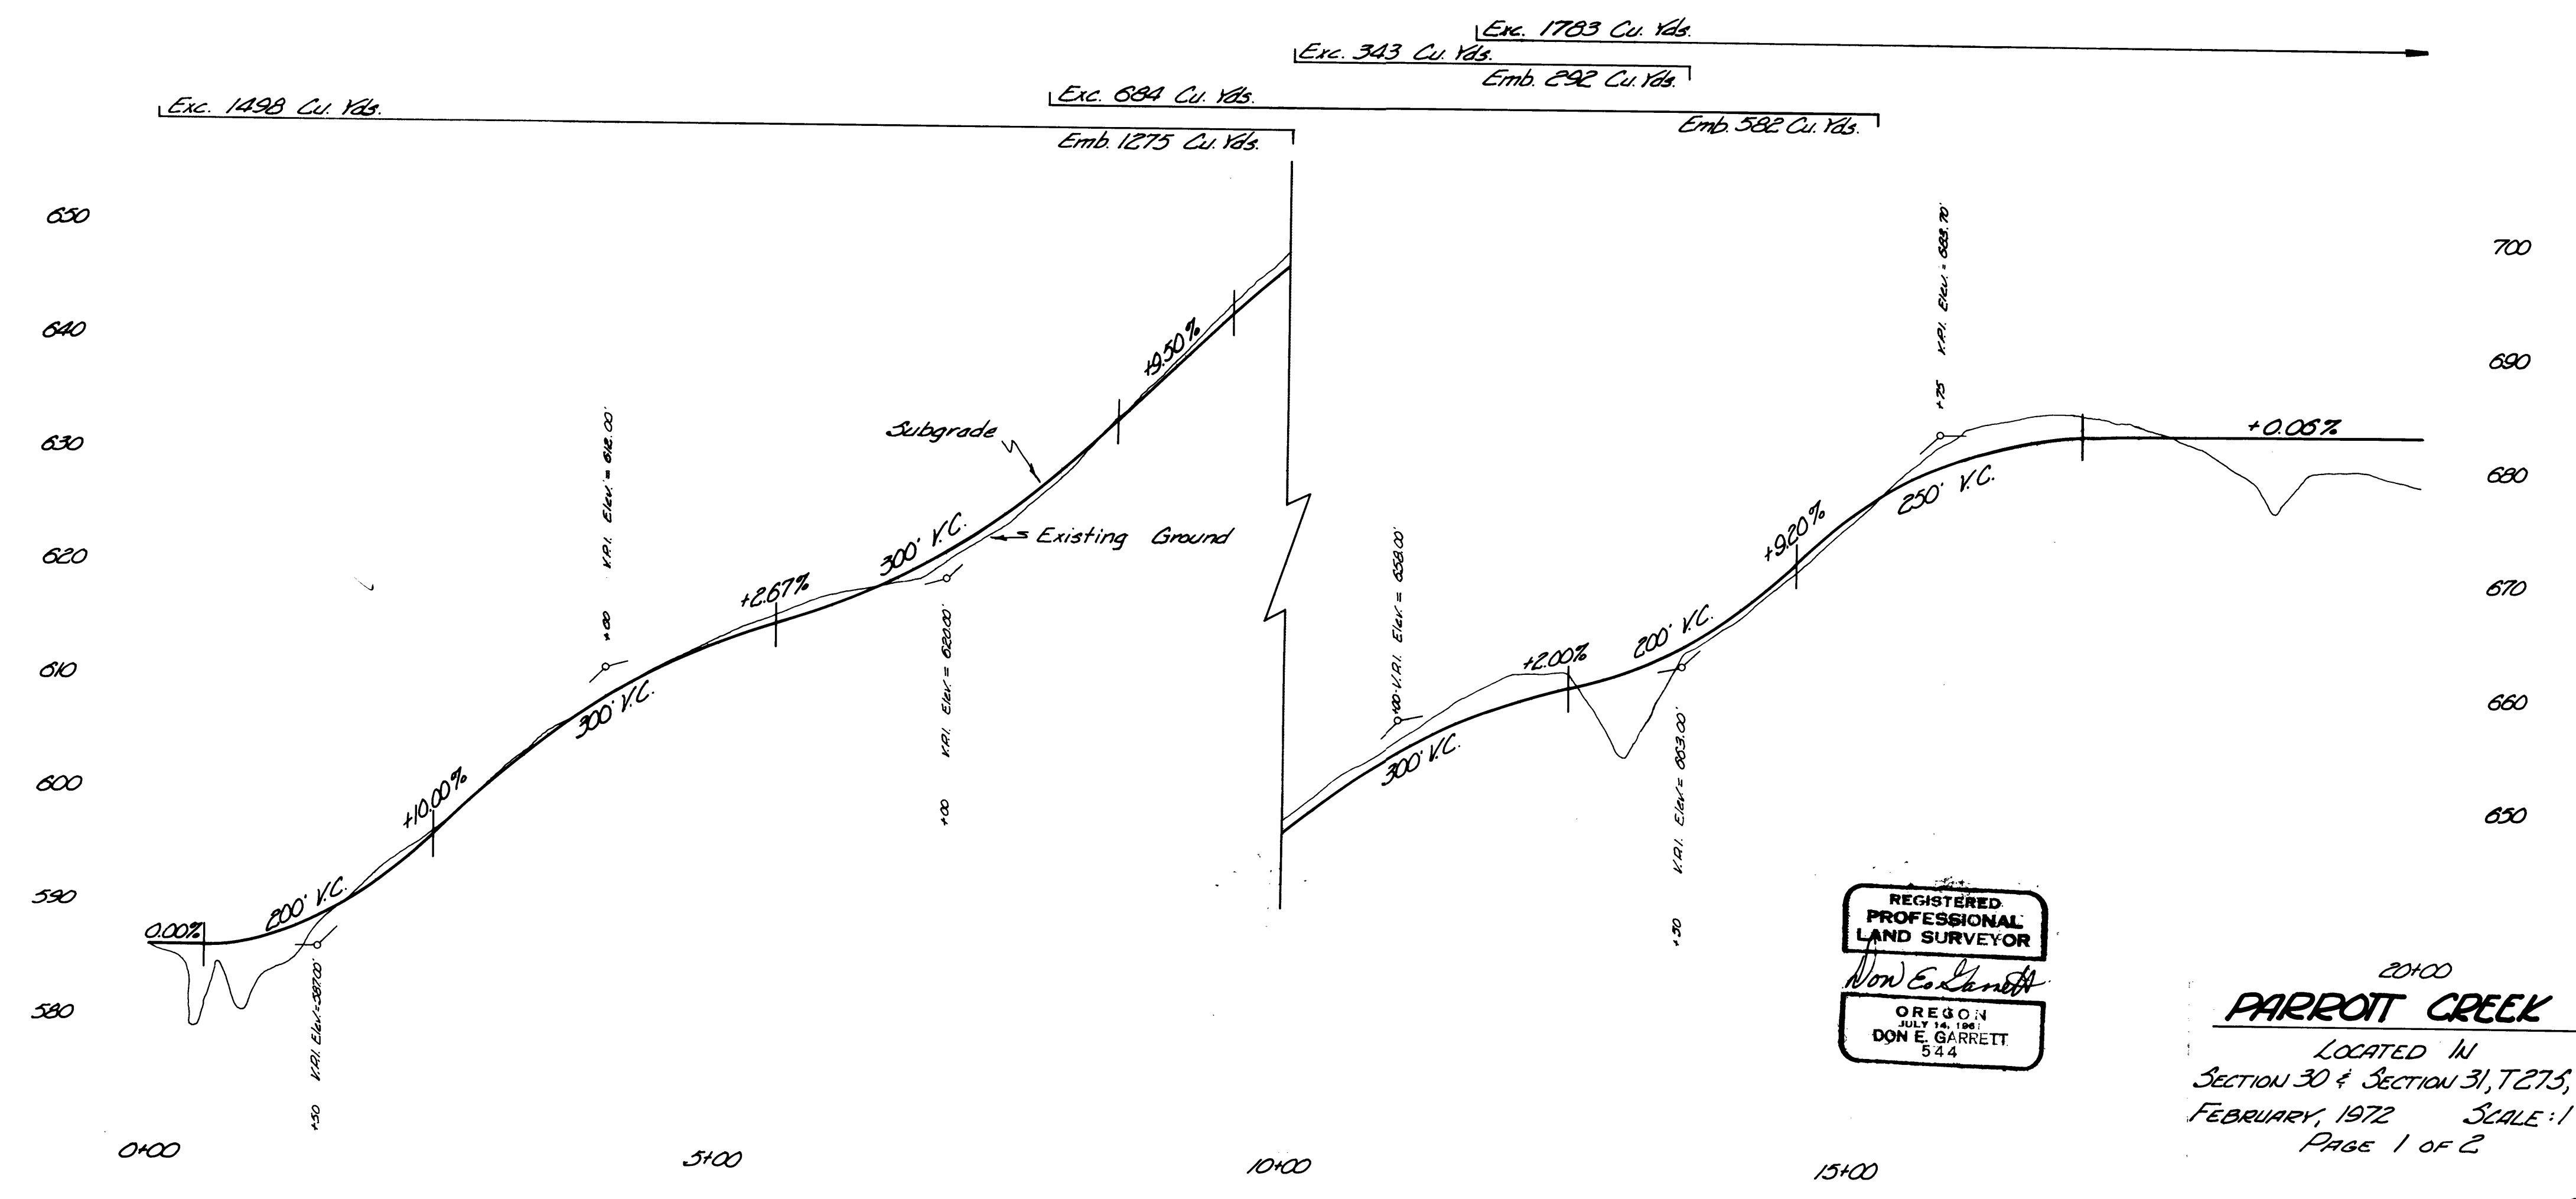 Exc. 1783 Cu. Yds.
Exc. 343 Cu. Yds.
Emb. 292 Cu. Yds.
Exc. 684 Cu. Yds.
Exc. 1498 Cu. Yds.
Emb. 582 Cu. Yds.
Emb. 1275 Cu. Yds.
650
640
630
620
610
600
590
580
700
690
680
670
660
650
0.00%
200' V.C.
+50 V.P.I. Elev. = 587.00'
+10.00%
300' V.C.
+00 V.P.I. Elev. = 612.00'
+2.67%
300' V.C.
+00 V.P.I. Elev. = 620.00'
Subgrade
Existing Ground
+9.50%
300' V.C.
+00 V.P.I. Elev. = 658.00'
+2.00%
200' V.C.
+50 V.P.I. Elev. = 663.00'
+9.20%
250' V.C.
+75 V.P.I. Elev. = 683.70'
+0.06%
REGISTERED
PROFESSIONAL
LAND SURVEYOR
Don E. Garrett
OREGON
JULY 14, 1961
DON E. GARRETT
544
0+00
5+00
10+00
15+00
20+00
PARROTT CREEK
LOCATED IN
SECTION 30 & SECTION 31, T27S,
FEBRUARY, 1972 SCALE: 1
PAGE 1 OF 2